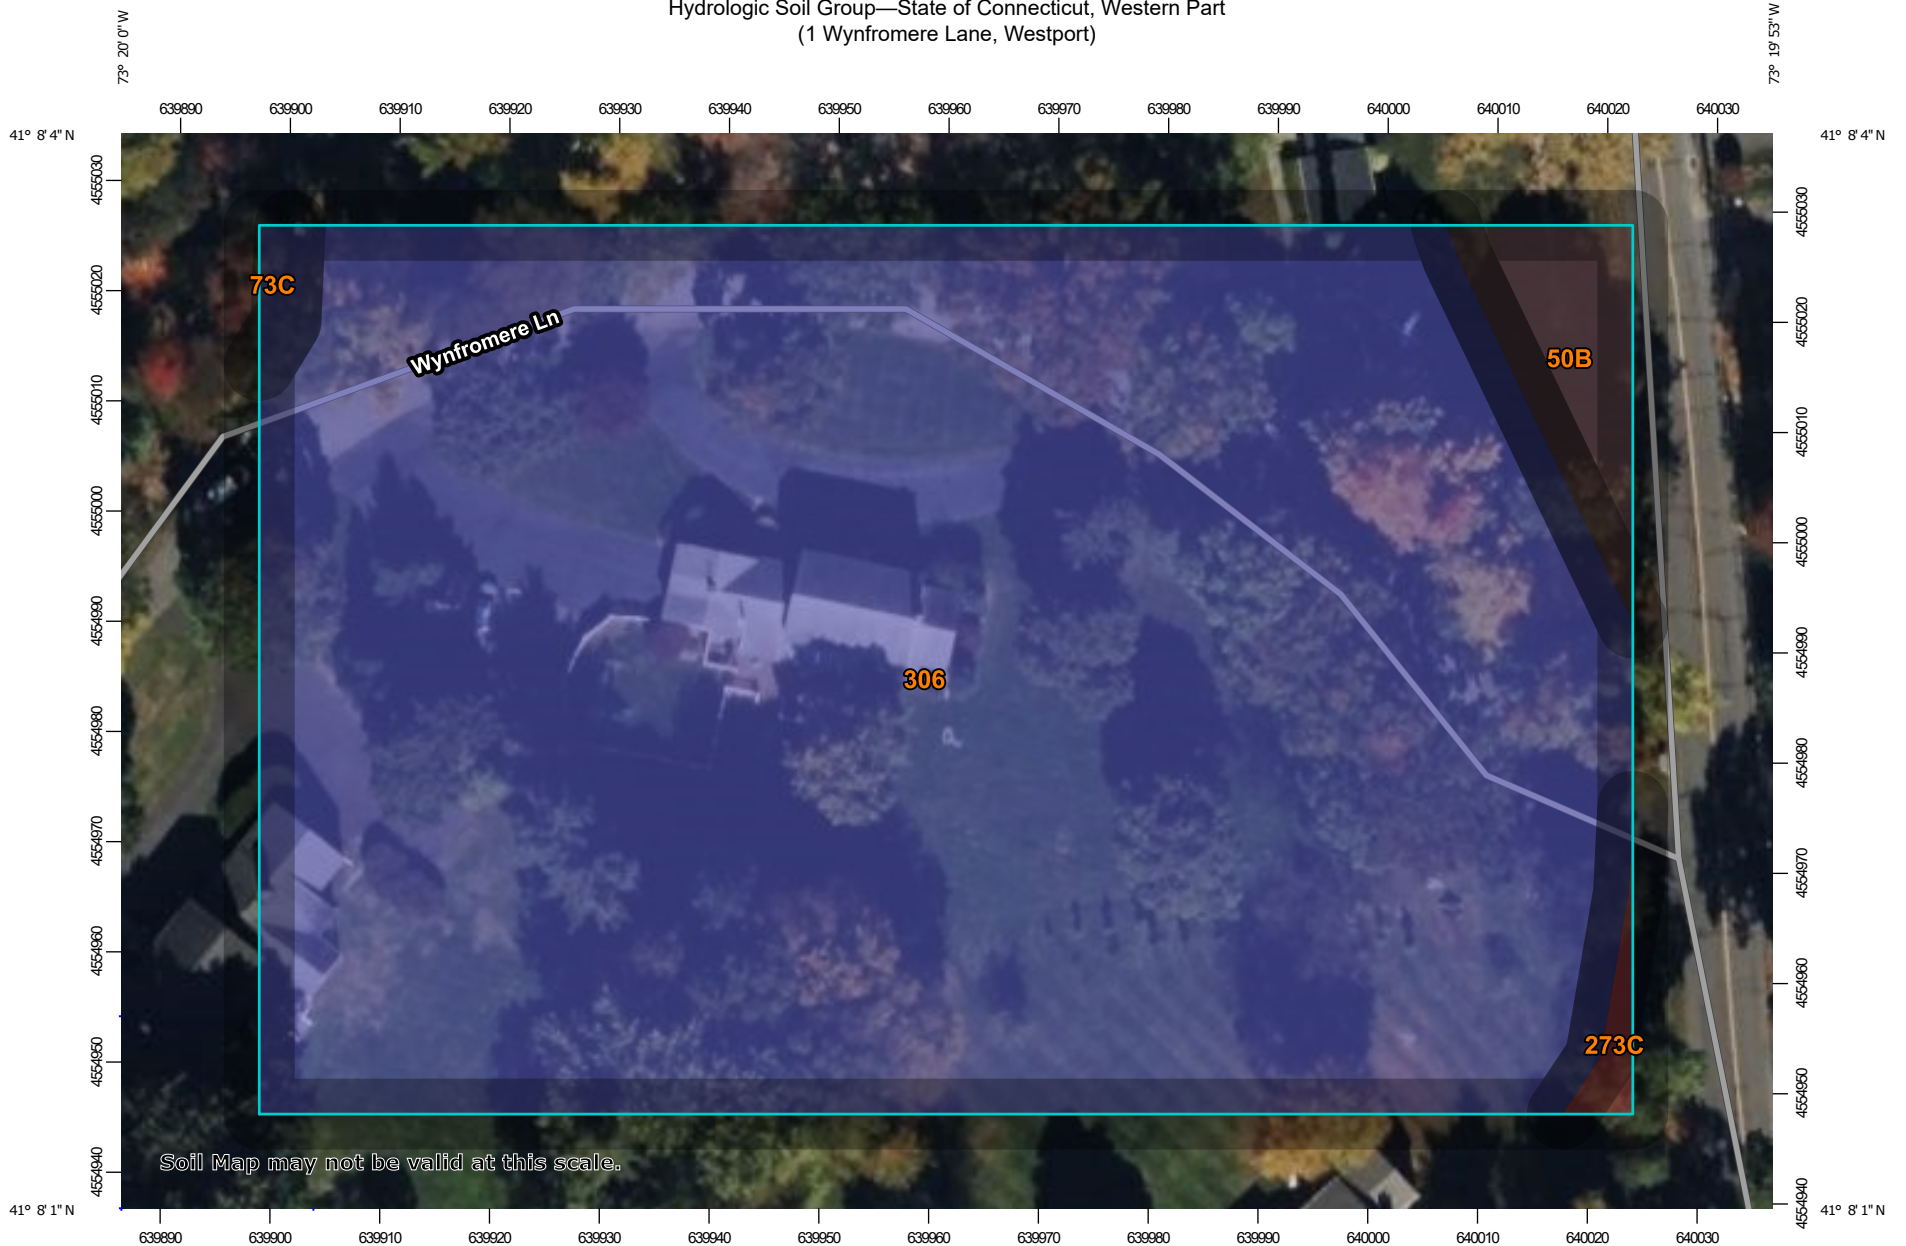 Hydrologic Soil Group—State of Connecticut, Western Part
(1 Wynfromere Lane, Westport)
73° 20' 0'' W
73° 19' 53'' W
639890 639900 639910 639920 639930 639940 639950 639960 639970 639980 639990 640000 640010 640020 640030
41° 8' 4'' N
41° 8' 4'' N
4555030
4555020
4555010
4555000
4554990
4554980
4554970
4554960
4554950
4554940
73C
Wynfromere Ln
50B
306
273C
4555030
4555020
4555010
4555000
4554990
4554980
4554970
4554960
4554950
4554940
Soil Map may not be valid at this scale.
41° 8' 1'' N
41° 8' 1'' N
639890 639900 639910 639920 639930 639940 639950 639960 639970 639980 639990 640000 640010 640020 640030